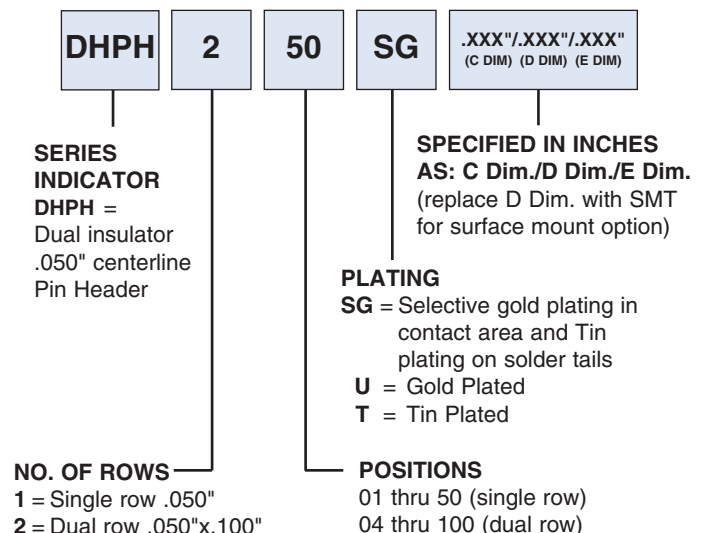 DHPH 2 50 SG .XXX"/.XXX"/.XXX"
(C DIM) (D DIM) (E DIM)
SERIES
INDICATOR
DHPH =
Dual insulator
.050" centerline
Pin Header
SPECIFIED IN INCHES
AS: C Dim./D Dim./E Dim.
(replace D Dim. with SMT
for surface mount option)
PLATING
SG = Selective gold plating in
contact area and Tin
plating on solder tails
U = Gold Plated
T = Tin Plated
NO. OF ROWS
1 = Single row .050"
2 = Dual row .050"x.100"
POSITIONS
01 thru 50 (single row)
04 thru 100 (dual row)